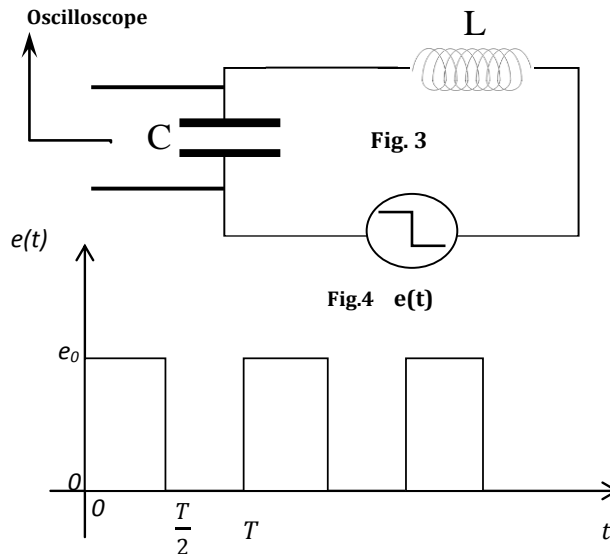 Oscilloscope
L
C
Fig. 3
e(t)
Fig.4 e(t)
e₀
0
0
T/2
T
t